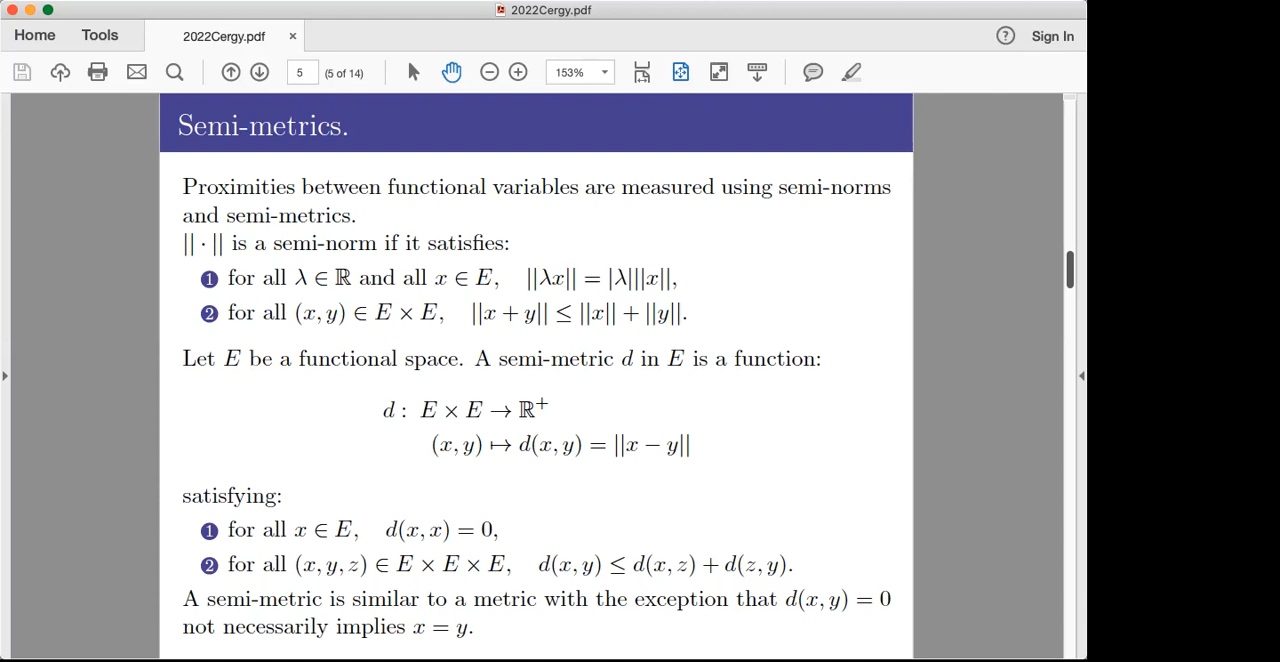 2022Cergy.pdf
Home Tools 2022Cergy.pdf × ? Sign In
5 (5 of 14) 153%
Semi-metrics.
Proximities between functional variables are measured using semi-norms
and semi-metrics.
|| · || is a semi-norm if it satisfies:
1 for all λ ∈ ℝ and all x ∈ E, ||λx|| = |λ|||x||,
2 for all (x, y) ∈ E × E, ||x + y|| ≤ ||x|| + ||y||.
Let E be a functional space. A semi-metric d in E is a function:
d : E × E → ℝ⁺
(x, y) ↦ d(x, y) = ||x − y||
satisfying:
1 for all x ∈ E, d(x, x) = 0,
2 for all (x, y, z) ∈ E × E × E, d(x, y) ≤ d(x, z) + d(z, y).
A semi-metric is similar to a metric with the exception that d(x, y) = 0
not necessarily implies x = y.